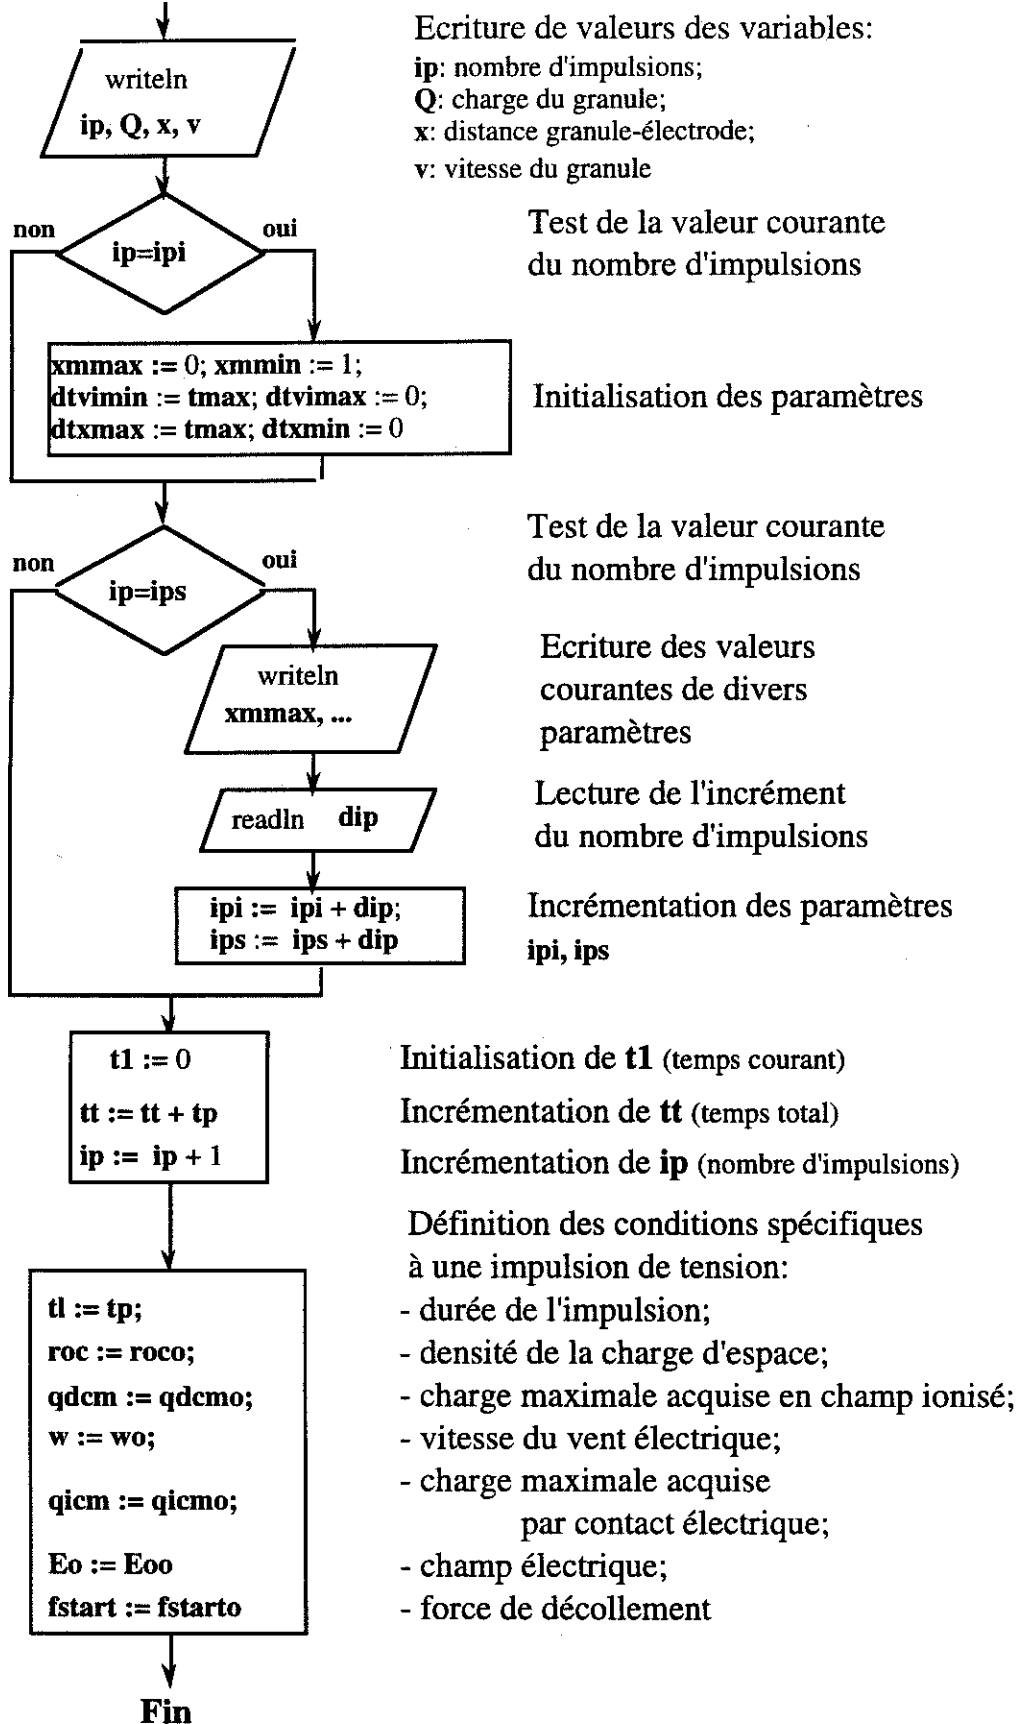 Ecriture de valeurs des variables:
writeln
ip, Q, x, v
ip: nombre d'impulsions;
Q: charge du granule;
x: distance granule-électrode;
v: vitesse du granule
non
oui
ip=ipi
Test de la valeur courante
du nombre d'impulsions
xmmax := 0; xmmin := 1;
dtvimin := tmax; dtvimax := 0;
dtxmax := tmax; dtxmin := 0
Initialisation des paramètres
non
oui
ip=ips
Test de la valeur courante
du nombre d'impulsions
writeln
xmmax, ...
Ecriture des valeurs
courantes de divers
paramètres
readln dip
Lecture de l'incrément
du nombre d'impulsions
ipi := ipi + dip;
ips := ips + dip
Incrémentation des paramètres
ipi, ips
t1 := 0
Initialisation de t1 (temps courant)
tt := tt + tp
Incrémentation de tt (temps total)
ip := ip + 1
Incrémentation de ip (nombre d'impulsions)
Définition des conditions spécifiques
à une impulsion de tension:
tl := tp;
- durée de l'impulsion;
roc := roco;
- densité de la charge d'espace;
qdcm := qdcmo;
- charge maximale acquise en champ ionisé;
w := wo;
- vitesse du vent électrique;
qicm := qicmo;
- charge maximale acquise
par contact électrique;
Eo := Eoo
- champ électrique;
fstart := fstarto
- force de décollement
Fin